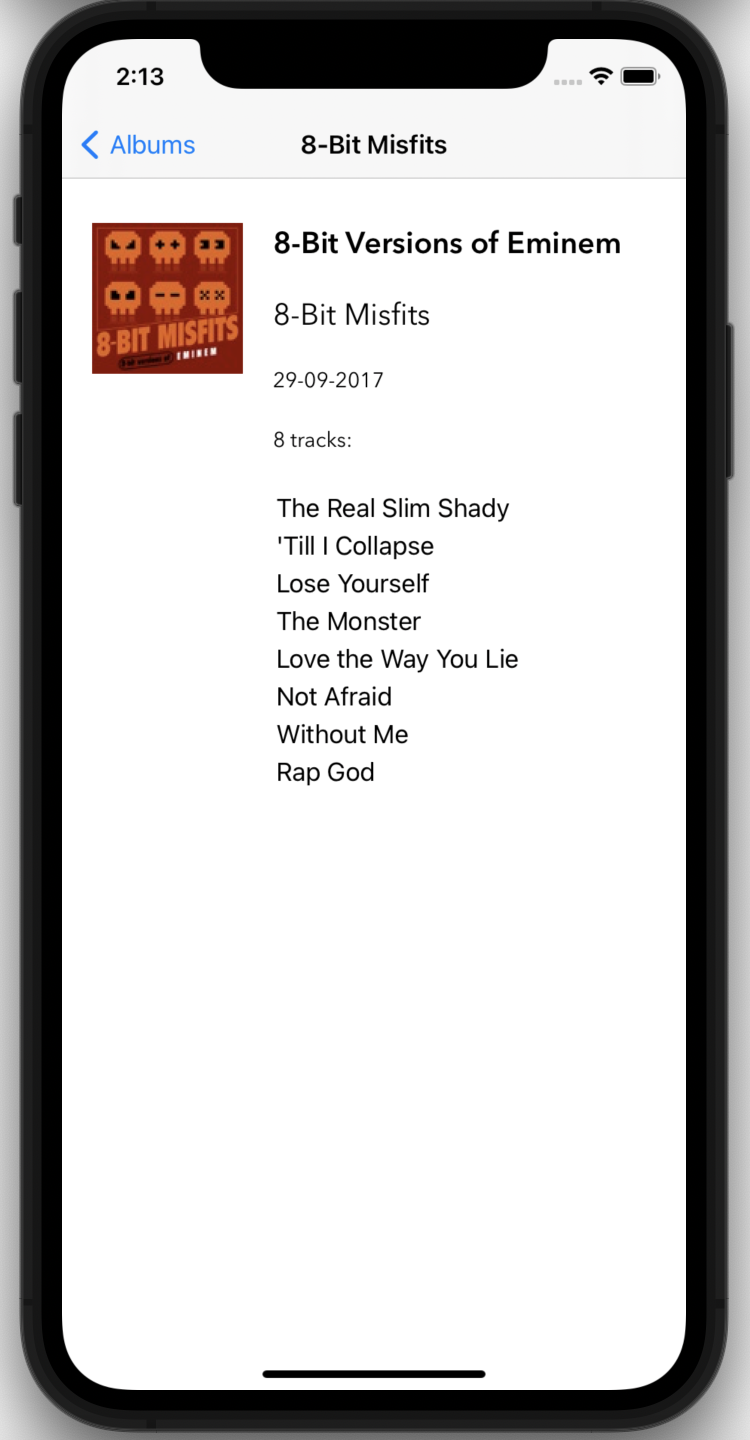 2:13
Albums
8-Bit Misfits
8-BIT MISFITS
8-bit versions of EMINEM
8-Bit Versions of Eminem
8-Bit Misfits
29-09-2017
8 tracks:
The Real Slim Shady
'Till I Collapse
Lose Yourself
The Monster
Love the Way You Lie
Not Afraid
Without Me
Rap God